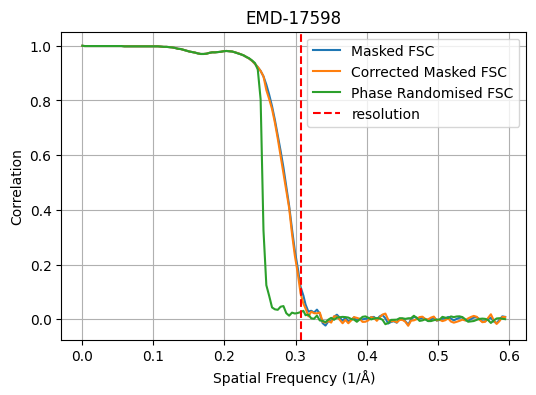 EMD-17598
Masked FSC
Corrected Masked FSC
Phase Randomised FSC
resolution
Correlation
1.0
0.8
0.6
0.4
0.2
0.0
0.0 0.1 0.2 0.3 0.4 0.5 0.6
Spatial Frequency (1/Å)